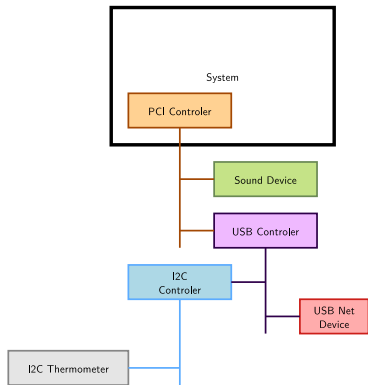 System
PCI Controler
Sound Device
USB Controler
I2C
Controler
USB Net
Device
I2C Thermometer